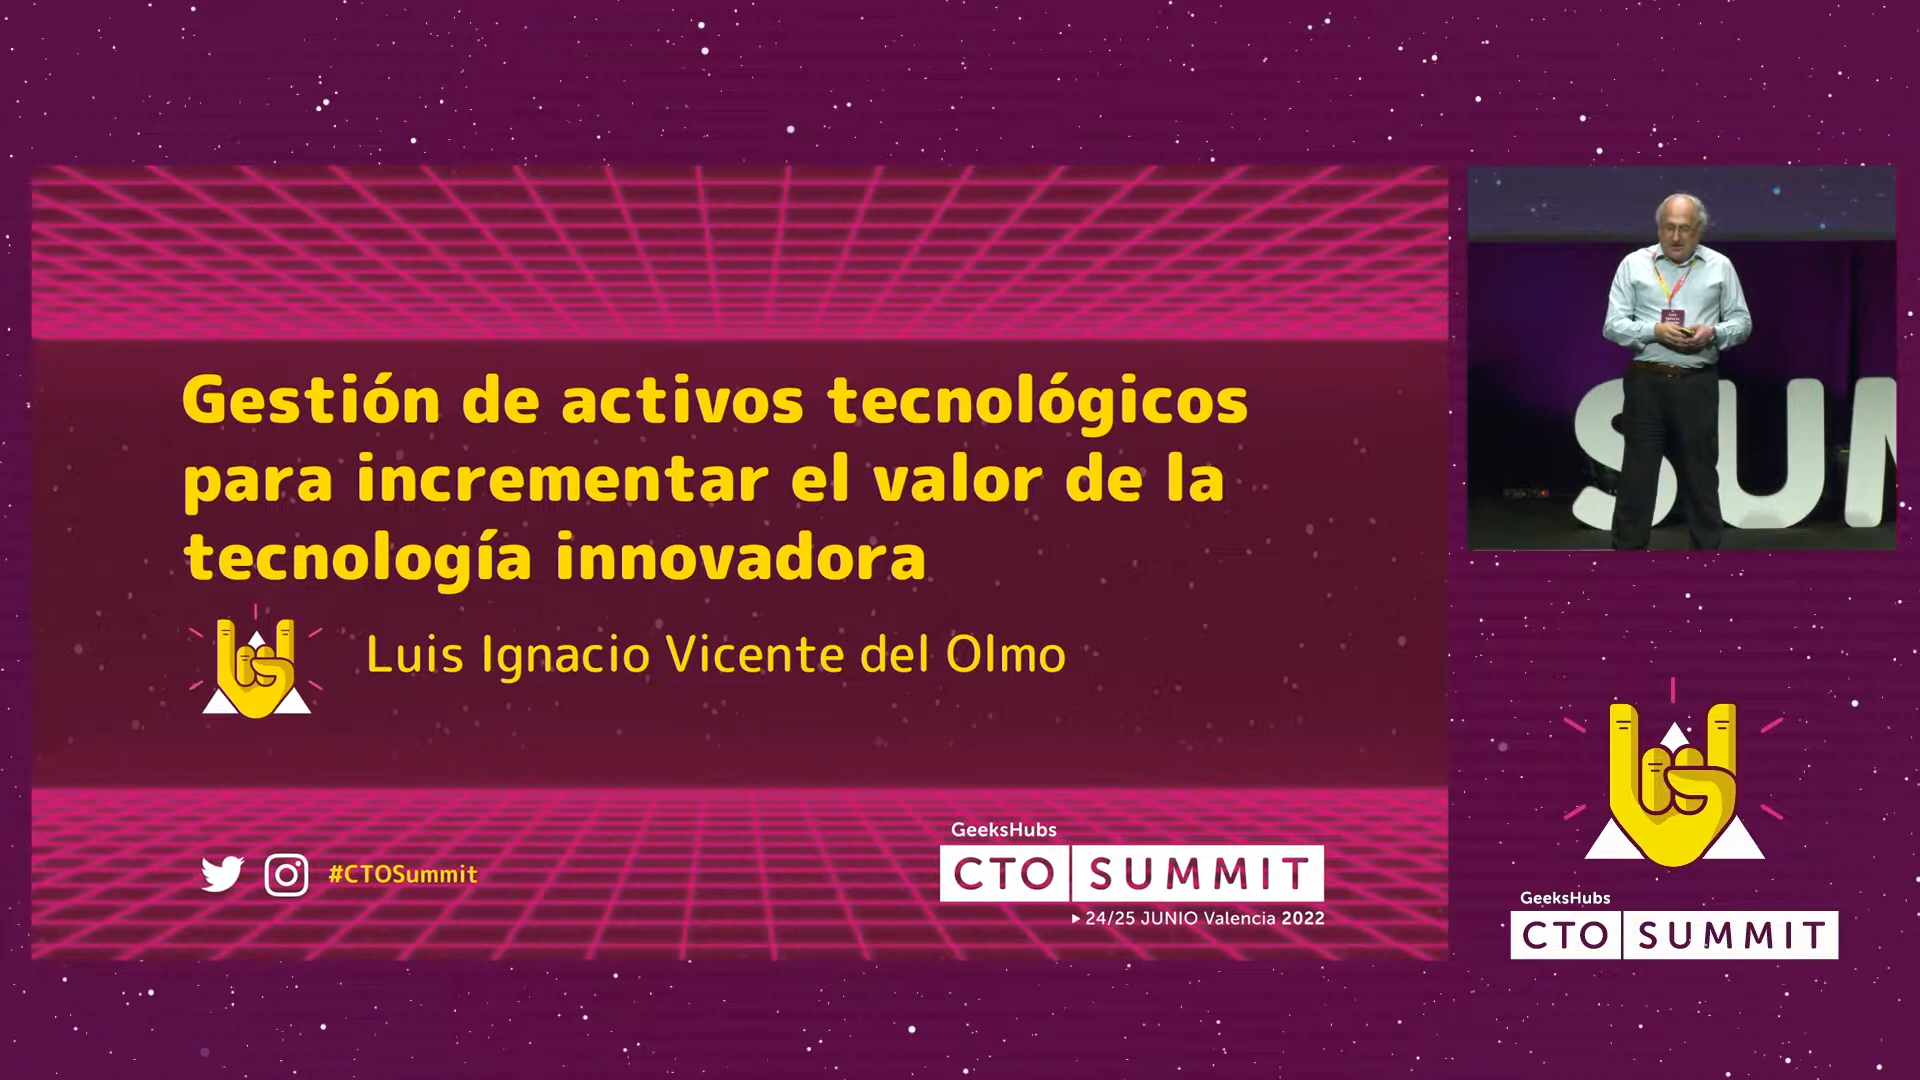 Gestión de activos tecnológicos
para incrementar el valor de la
tecnología innovadora
Luis Ignacio Vicente del Olmo
#CTOSummit
GeeksHubs
CTO SUMMIT
24/25 JUNIO Valencia 2022
SUM
GeeksHubs
CTO SUMMIT